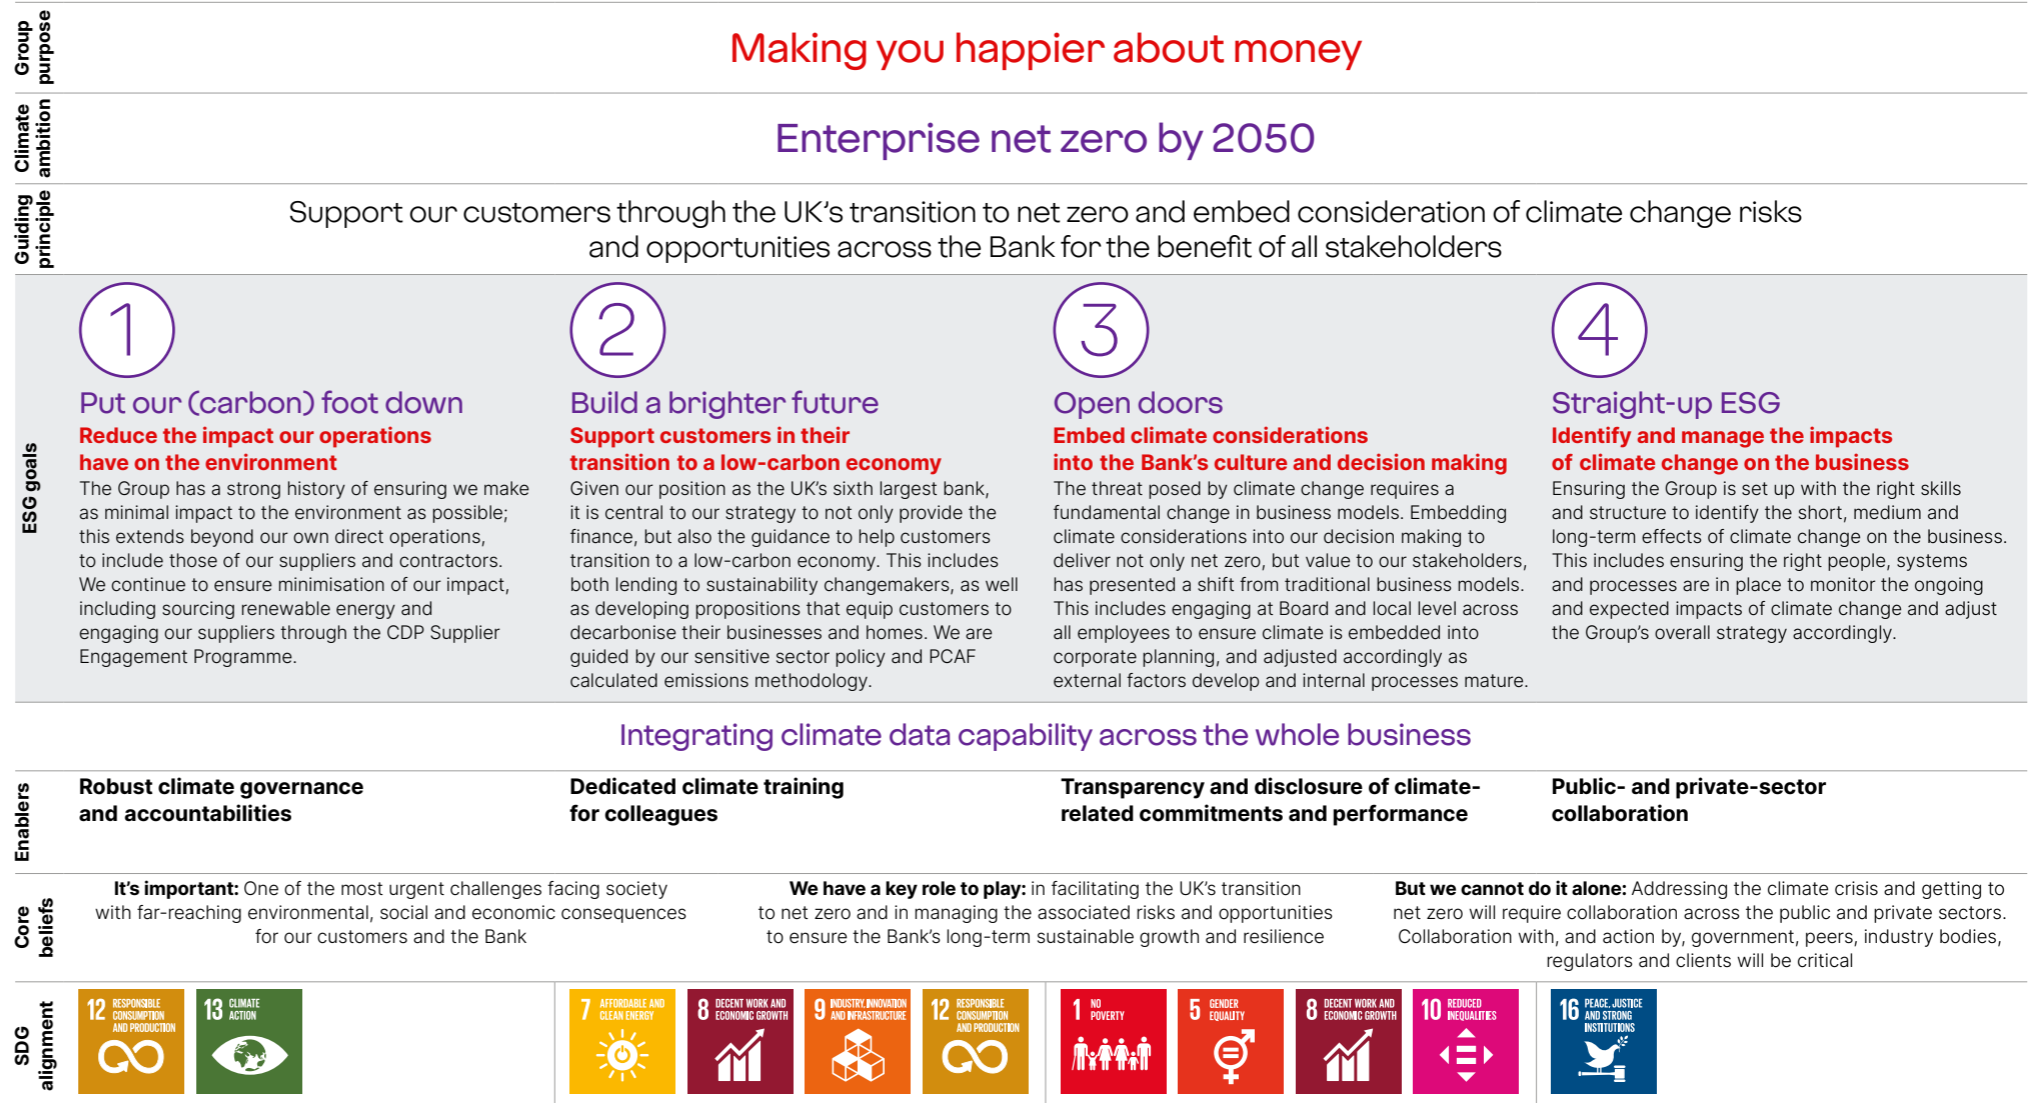 Group
purpose
Making you happier about money
Climate
ambition
Enterprise net zero by 2050
Guiding
principle
Support our customers through the UK's transition to net zero and embed consideration of climate change risks
and opportunities across the Bank for the benefit of all stakeholders
ESG goals
1
Put our (carbon) foot down
Reduce the impact our operations
have on the environment
The Group has a strong history of ensuring we make
as minimal impact to the environment as possible;
this extends beyond our own direct operations,
to include those of our suppliers and contractors.
We continue to ensure minimisation of our impact,
including sourcing renewable energy and
engaging our suppliers through the CDP Supplier
Engagement Programme.
2
Build a brighter future
Support customers in their
transition to a low-carbon economy
Given our position as the UK's sixth largest bank,
it is central to our strategy to not only provide the
finance, but also the guidance to help customers
transition to a low-carbon economy. This includes
both lending to sustainability changemakers, as well
as developing propositions that equip customers to
decarbonise their businesses and homes. We are
guided by our sensitive sector policy and PCAF
calculated emissions methodology.
3
Open doors
Embed climate considerations
into the Bank's culture and decision making
The threat posed by climate change requires a
fundamental change in business models. Embedding
climate considerations into our decision making to
deliver not only net zero, but value to our stakeholders,
has presented a shift from traditional business models.
This includes engaging at Board and local level across
all employees to ensure climate is embedded into
corporate planning, and adjusted accordingly as
external factors develop and internal processes mature.
4
Straight-up ESG
Identify and manage the impacts
of climate change on the business
Ensuring the Group is set up with the right skills
and structure to identify the short, medium and
long-term effects of climate change on the business.
This includes ensuring the right people, systems
and processes are in place to monitor the ongoing
and expected impacts of climate change and adjust
the Group's overall strategy accordingly.
Integrating climate data capability across the whole business
Enablers
Robust climate governance
and accountabilities
Dedicated climate training
for colleagues
Transparency and disclosure of climate-
related commitments and performance
Public- and private-sector
collaboration
Core
beliefs
It's important: One of the most urgent challenges facing society
with far-reaching environmental, social and economic consequences
for our customers and the Bank
We have a key role to play: in facilitating the UK's transition
to net zero and in managing the associated risks and opportunities
to ensure the Bank's long-term sustainable growth and resilience
But we cannot do it alone: Addressing the climate crisis and getting to
net zero will require collaboration across the public and private sectors.
Collaboration with, and action by, government, peers, industry bodies,
regulators and clients will be critical
SDG
alignment
12 RESPONSIBLE
CONSUMPTION
AND PRODUCTION
13 CLIMATE
ACTION
7 AFFORDABLE AND
CLEAN ENERGY
8 DECENT WORK AND
ECONOMIC GROWTH
9 INDUSTRY, INNOVATION
AND INFRASTRUCTURE
12 RESPONSIBLE
CONSUMPTION
AND PRODUCTION
1 NO
POVERTY
5 GENDER
EQUALITY
8 DECENT WORK AND
ECONOMIC GROWTH
10 REDUCED
INEQUALITIES
16 PEACE, JUSTICE
AND STRONG
INSTITUTIONS